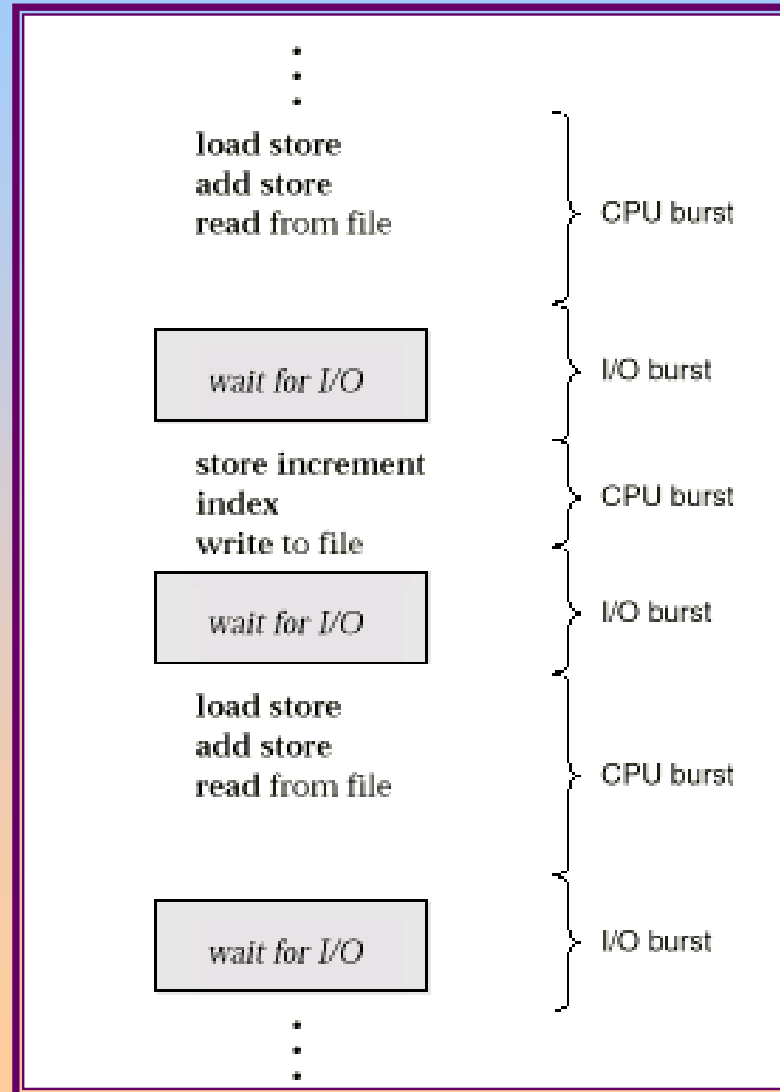 load store
add store
read from file
CPU burst
wait for I/O
I/O burst
store increment
index
write to file
CPU burst
wait for I/O
I/O burst
load store
add store
read from file
CPU burst
wait for I/O
I/O burst